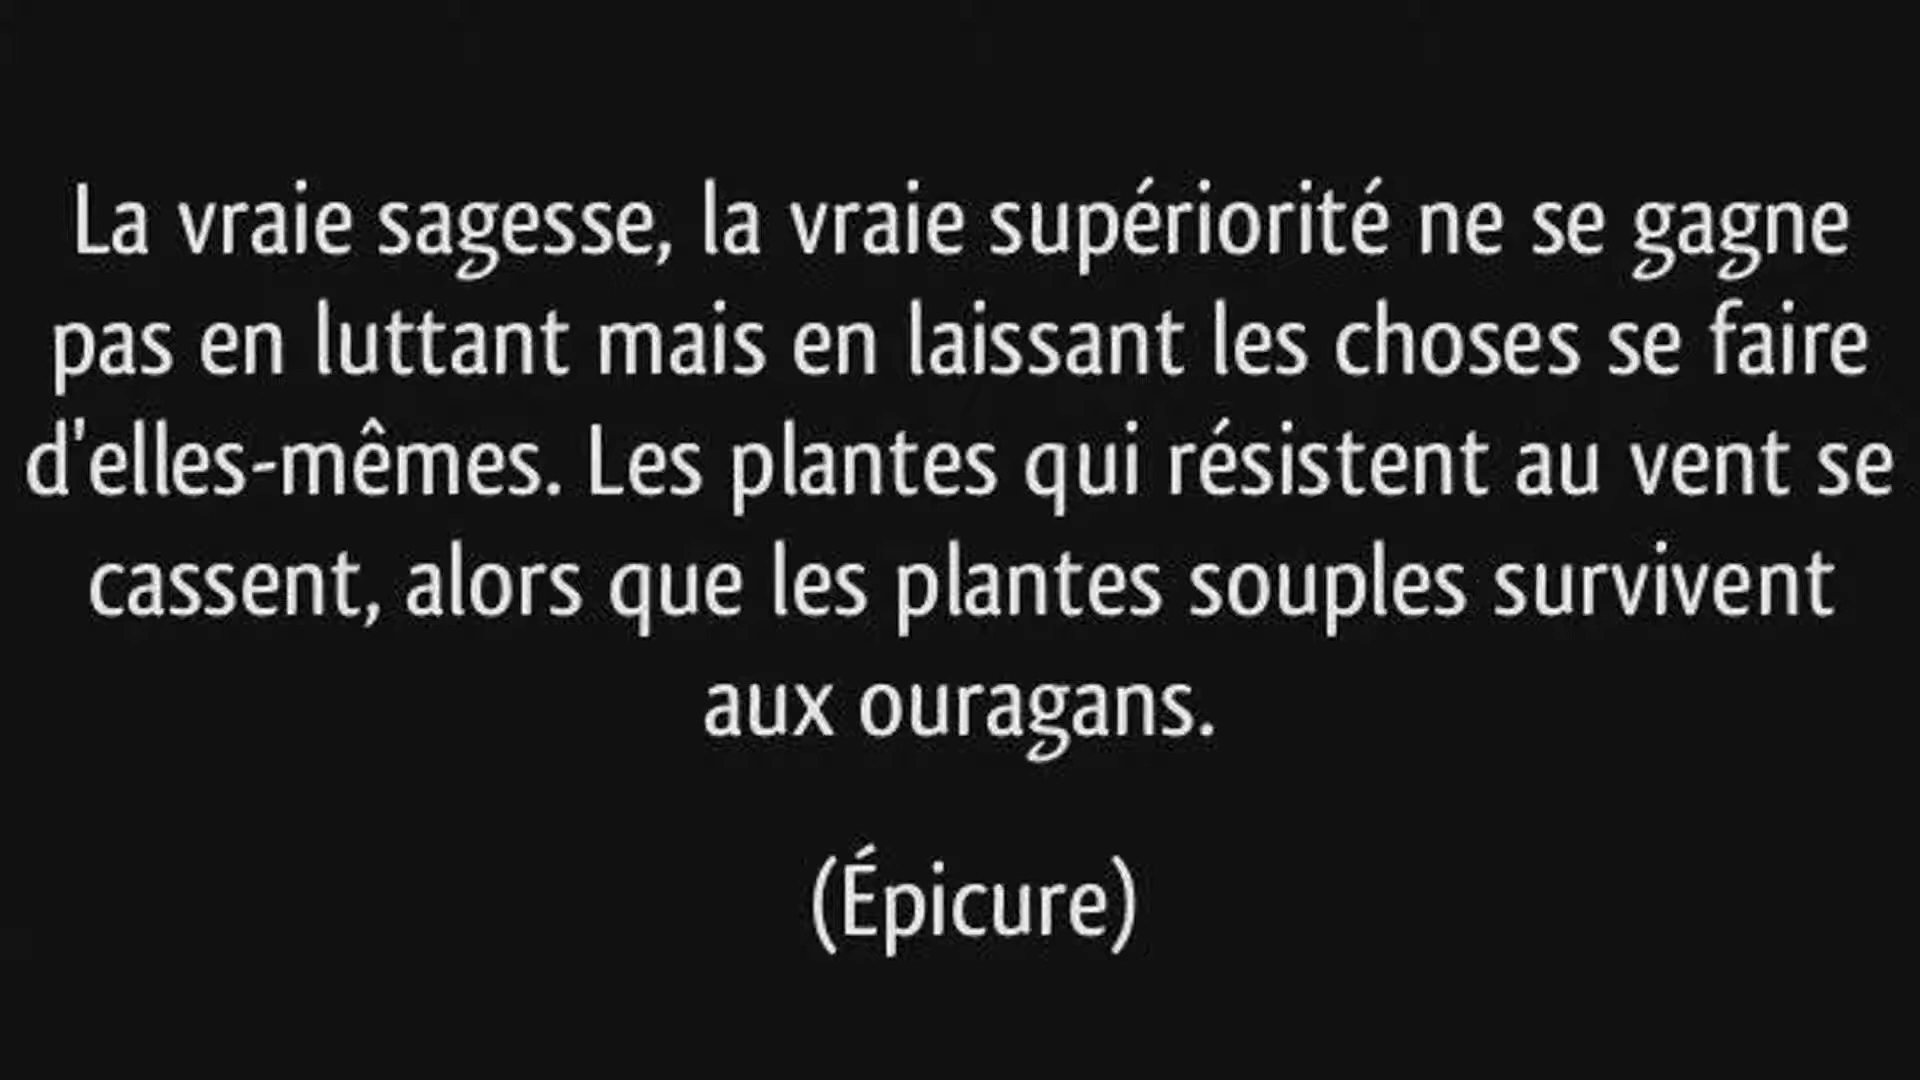 La vraie sagesse, la vraie supériorité ne se gagne
pas en luttant mais en laissant les choses se faire
d'elles-mêmes. Les plantes qui résistent au vent se
cassent, alors que les plantes souples survivent
aux ouragans.
(Épicure)